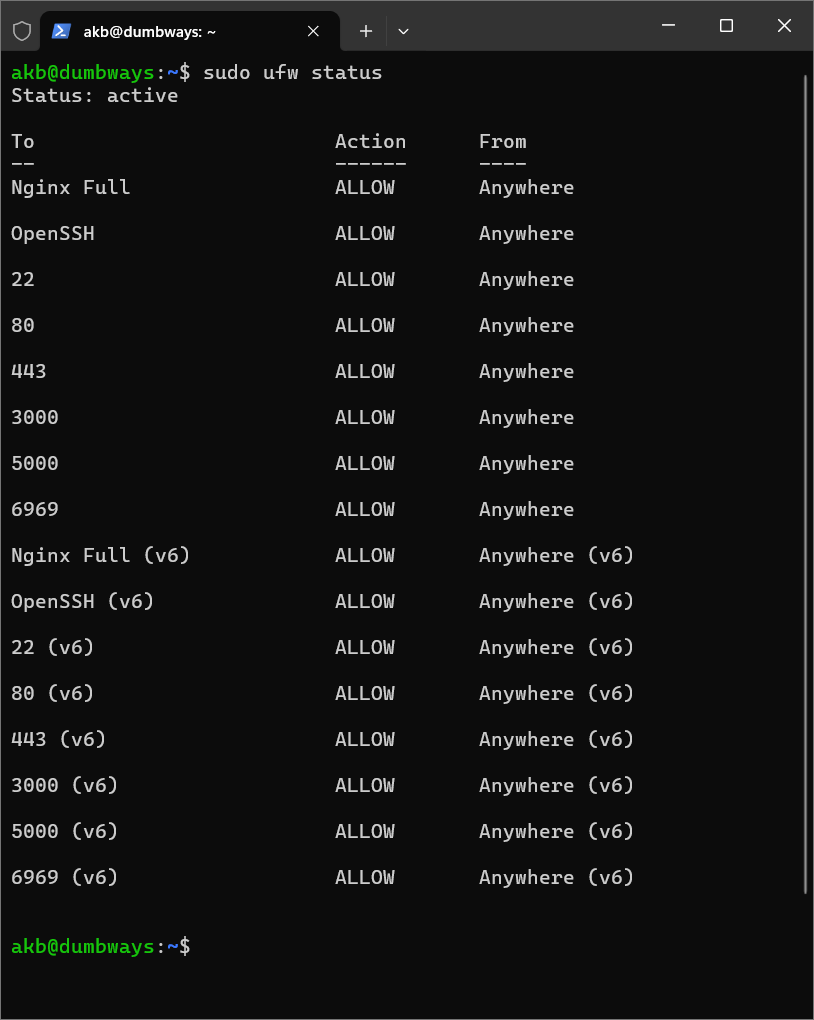 akb@dumbways: ~
akb@dumbways:~$ sudo ufw status
Status: active
To                         Action      From
--                         ------      ----
Nginx Full                 ALLOW       Anywhere
OpenSSH                    ALLOW       Anywhere
22                         ALLOW       Anywhere
80                         ALLOW       Anywhere
443                        ALLOW       Anywhere
3000                       ALLOW       Anywhere
5000                       ALLOW       Anywhere
6969                       ALLOW       Anywhere
Nginx Full (v6)            ALLOW       Anywhere (v6)
OpenSSH (v6)               ALLOW       Anywhere (v6)
22 (v6)                    ALLOW       Anywhere (v6)
80 (v6)                    ALLOW       Anywhere (v6)
443 (v6)                   ALLOW       Anywhere (v6)
3000 (v6)                  ALLOW       Anywhere (v6)
5000 (v6)                  ALLOW       Anywhere (v6)
6969 (v6)                  ALLOW       Anywhere (v6)
akb@dumbways:~$